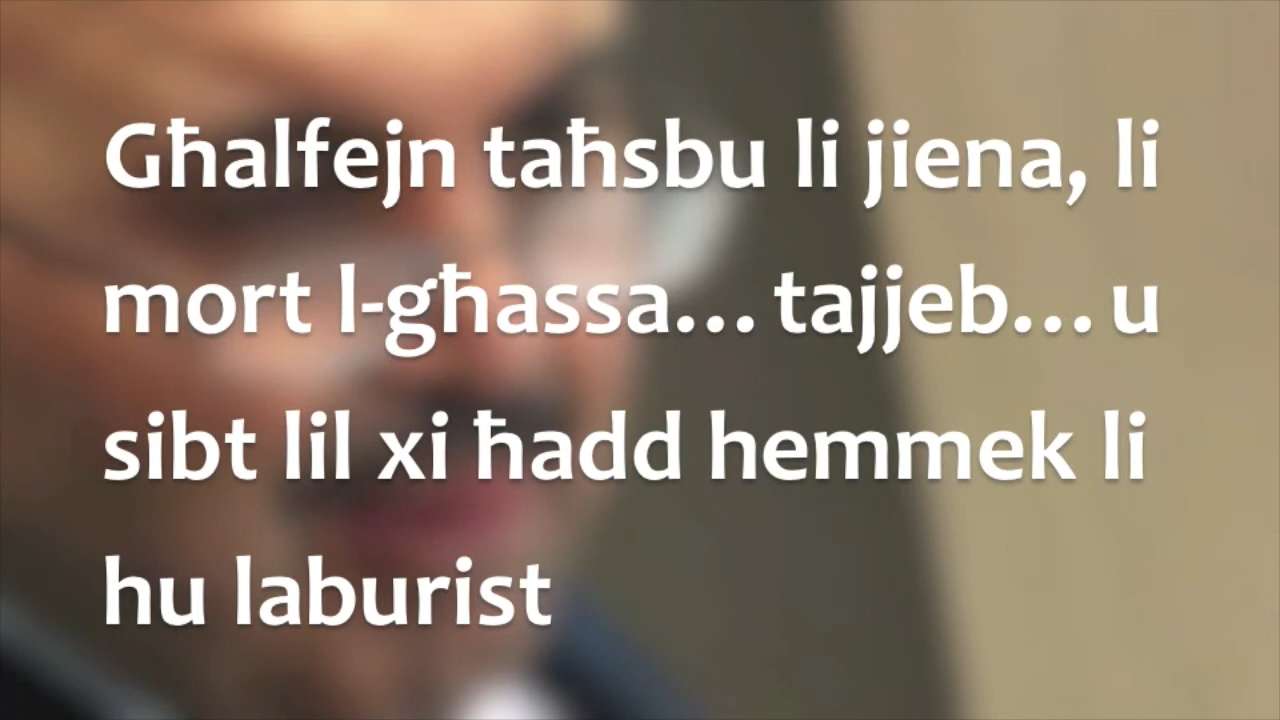 Għalfejn taħsbu li jiena, li
mort l-għassa… tajjeb… u
sibt lil xi ħadd hemmek li
hu laburist